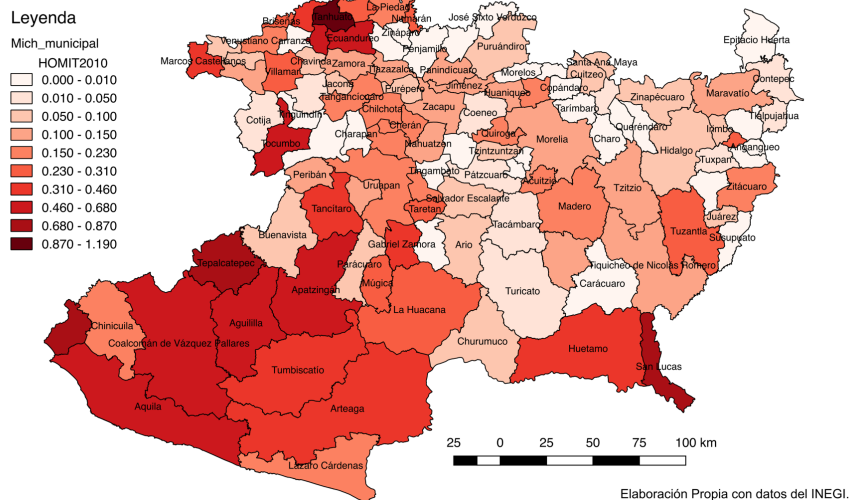 Leyenda
Mich_municipal
HOMIT2010
0.000 - 0.010
0.010 - 0.050
0.050 - 0.100
0.100 - 0.150
0.150 - 0.230
0.230 - 0.310
0.310 - 0.460
0.460 - 0.680
0.680 - 0.870
0.870 - 1.190
La Piedad
Briseñas
Numarán
José Sixto Verduzco
Venustiano Carranza
Ecuandureo
Zináparo
Penjamillo
Puruándiro
Epitacio Huerta
Marcos Castellanos
Villamar
Chavinda
Zamora
Tlazazalca
Panindícuaro
Morelos
Santa Ana Maya
Cuitzeo
Contepec
Jacona
Tangancícuaro
Purépero
Jiménez
Huaniqueo
Copándaro
Zinapécuaro
Maravatío
Cotija
Tinguindín
Chilchota
Zacapu
Coeneo
Tarímbaro
Tlalpujahua
Tocumbo
Charapan
Cherán
Nahuatzen
Quiroga
Morelia
Charo
Queréndaro
Hidalgo
Angangueo
Tzintzuntzan
Tuxpan
Peribán
Uruapan
Tingambato
Pátzcuaro
Acuitzio
Tzitzio
Zitácuaro
Tancítaro
Taretan
Salvador Escalante
Madero
Juárez
Buenavista
Gabriel Zamora
Ario
Tacámbaro
Tuzantla
Susupuato
Tepalcatepec
Parácuaro
Tiquicheo de Nicolás Romero
Apatzingán
Múgica
Turicato
Carácuaro
La Huacana
Chinicuila
Aguililla
Coalcomán de Vázquez Pallares
Churumuco
Huetamo
Tumbiscatío
San Lucas
Aquila
Arteaga
Lázaro Cárdenas
25 0 25 50 75 100 km
Elaboración Propia con datos del INEGI.